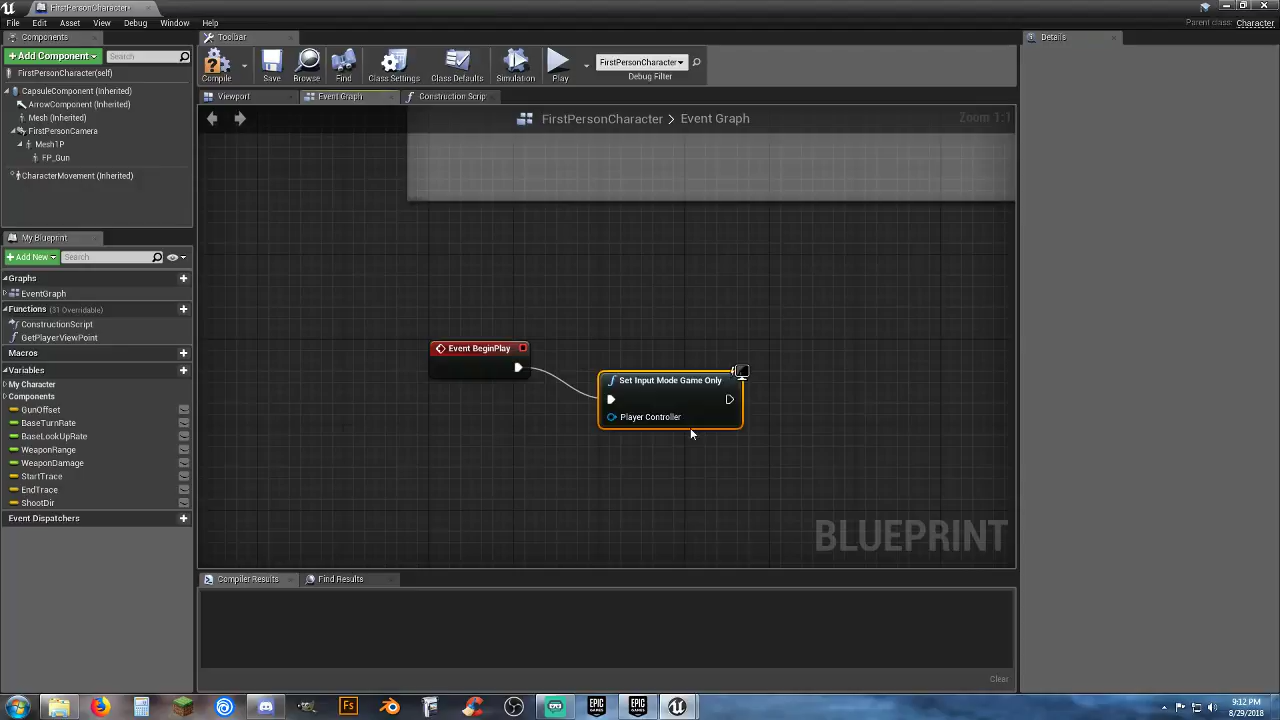 FirstPersonCharacter
File Edit Asset View Debug Window Help
Parent class: Character
Components
Toolbar
Details
+Add Component
Search
Compile
Save
Browse
Find
Class Settings
Class Defaults
Simulation
Play
FirstPersonCharacter
Debug Filter
FirstPersonCharacter(self)
CapsuleComponent (Inherited)
ArrowComponent (Inherited)
Mesh (Inherited)
FirstPersonCamera
Mesh1P
FP_Gun
CharacterMovement (Inherited)
Viewport
Event Graph
Construction Scrip
FirstPersonCharacter > Event Graph
Zoom 1:1
My Blueprint
+Add New
Search
Graphs
EventGraph
Functions (31 Overridable)
ConstructionScript
GetPlayerViewPoint
Macros
Variables
My Character
Components
GunOffset
BaseTurnRate
BaseLookUpRate
WeaponRange
WeaponDamage
StartTrace
EndTrace
ShootDir
Event Dispatchers
Event BeginPlay
Set Input Mode Game Only
Player Controller
BLUEPRINT
Compiler Results
Find Results
Clear
Fs
EPIC GAMES
EPIC GAMES
9:12 PM
8/29/2018